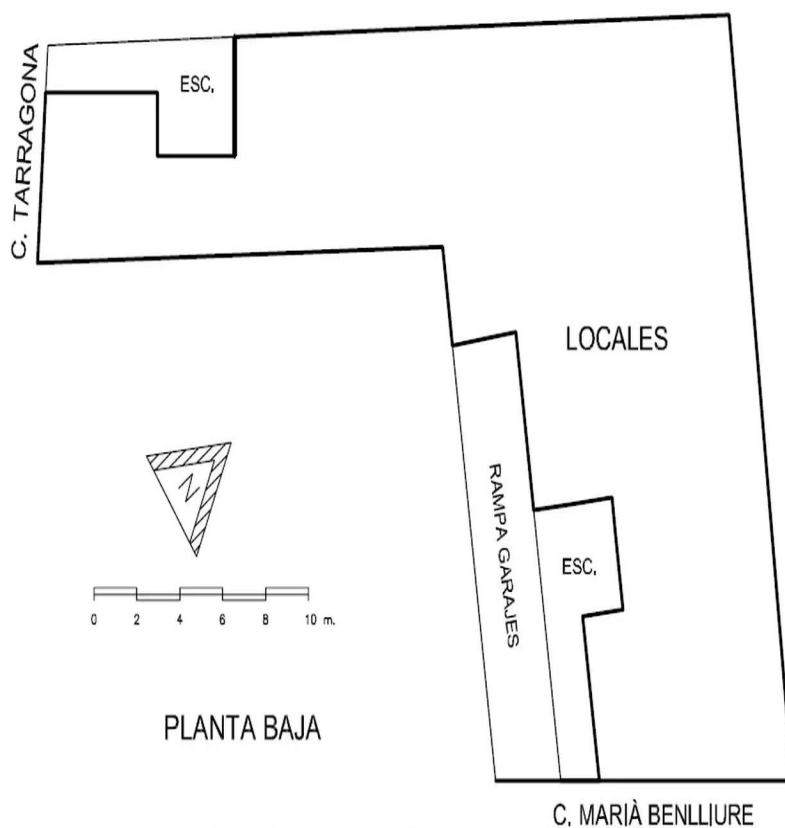 C. TARRAGONA
ESC.
LOCALES
N
RAMPA GARAJES
ESC.
0 2 4 6 8 10 m.
PLANTA BAJA
C. MARIÀ BENLLIURE